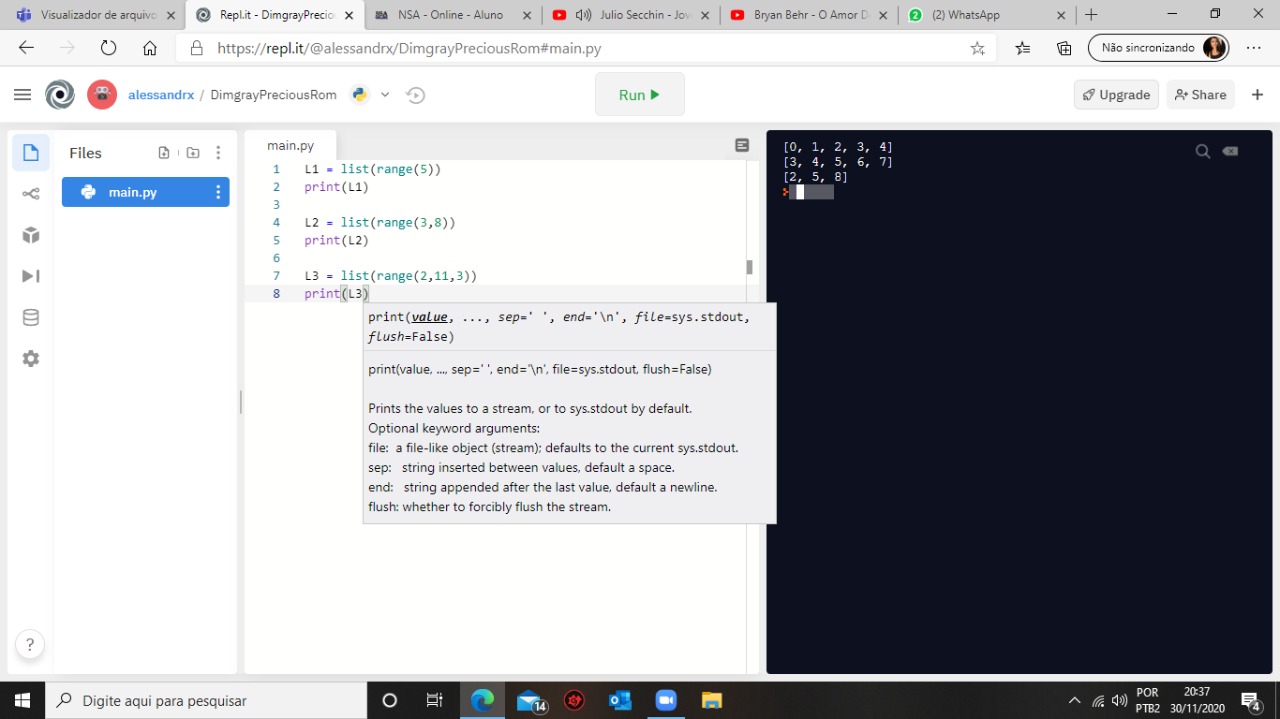 Visualizador de arquivo
Repl.it - DimgrayPrecio
NSA - Online - Aluno
Julio Secchin - Jov
Bryan Behr - O Amor D
(2) WhatsApp
https://repl.it/@alessandrx/DimgrayPreciousRom#main.py
Não sincronizando
alessandrx / DimgrayPreciousRom
Run
Upgrade
Share
Files
main.py
main.py
1 L1 = list(range(5))
2 print(L1)
3
4 L2 = list(range(3,8))
5 print(L2)
6
7 L3 = list(range(2,11,3))
8 print(L3)
print(value, ..., sep=' ', end='\n', file=sys.stdout,
flush=False)
print(value, ..., sep=' ', end='\n', file=sys.stdout, flush=False)
Prints the values to a stream, or to sys.stdout by default.
Optional keyword arguments:
file: a file-like object (stream); defaults to the current sys.stdout.
sep: string inserted between values, default a space.
end: string appended after the last value, default a newline.
flush: whether to forcibly flush the stream.
[0, 1, 2, 3, 4]
[3, 4, 5, 6, 7]
[2, 5, 8]
?
Digite aqui para pesquisar
14
POR
PTB2
20:37
30/11/2020
4